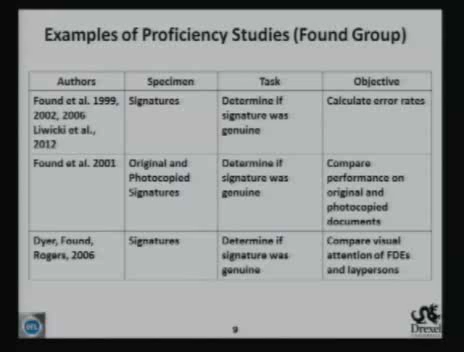 Examples of Proficiency Studies (Found Group)
Authors Specimen Task Objective
Found et al. 1999, 2002, 2006 Liwicki et al., 2012
Signatures
Determine if signature was genuine
Calculate error rates
Found et al. 2001
Original and Photocopied Signatures
Determine if signature was genuine
Compare performance on original and photocopied documents
Dyer, Found, Rogers, 2006
Signatures
Determine if signature was genuine
Compare visual attention of FDEs and laypersons
9
Drexel